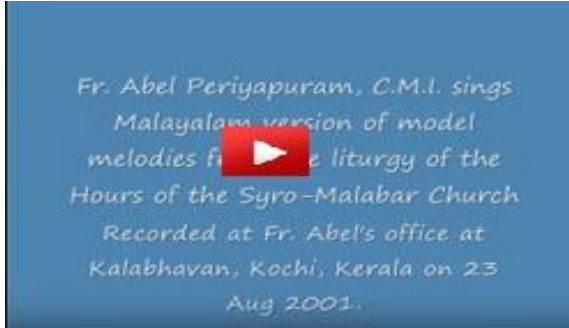 Fr. Abel Periyapuram, C.M.I. sings
Malayalam version of model
melodies liturgy of the
Hours of the Syro-Malabar Church
Recorded at Fr. Abel's office at
Kalabhavan, Kochi, Kerala on 23
Aug 2001.